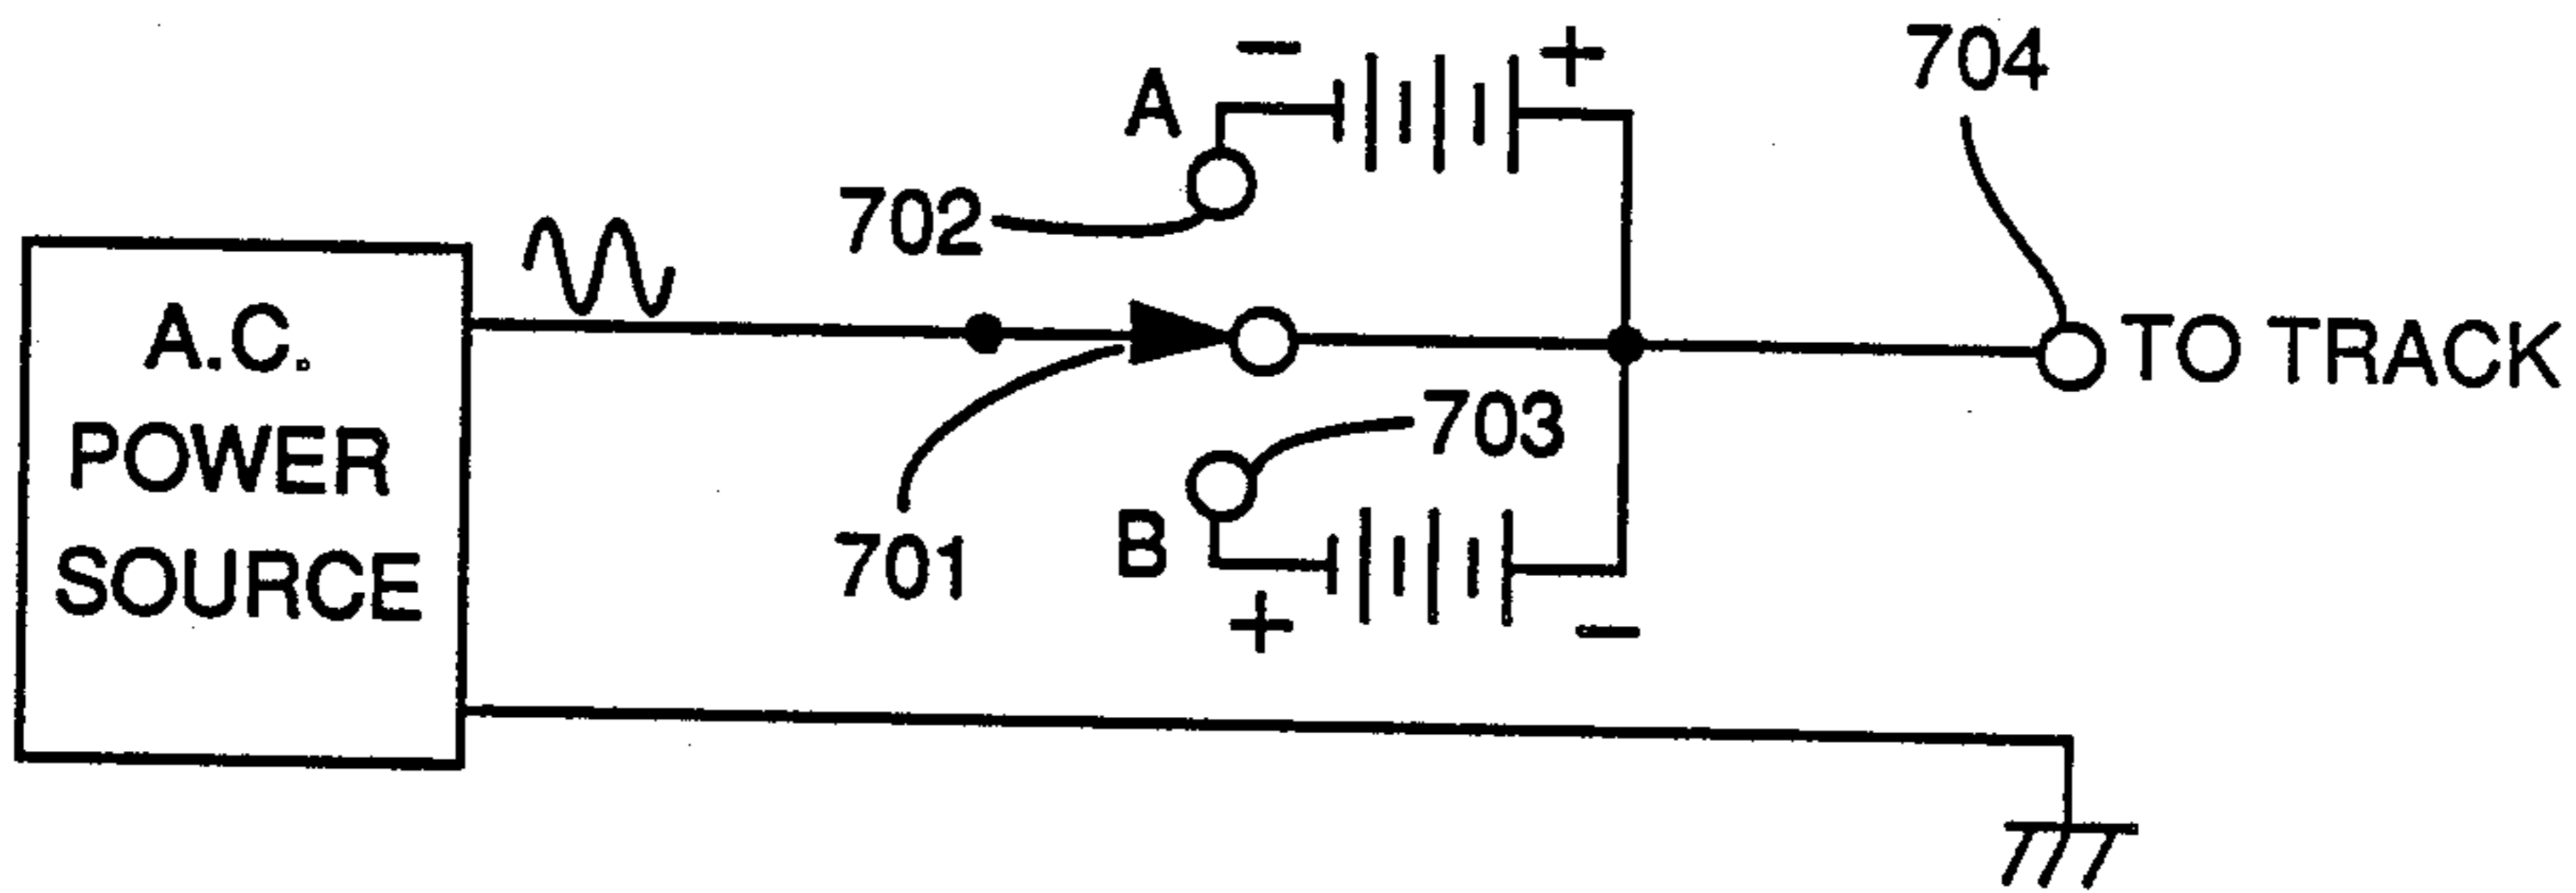 A.C.
POWER
SOURCE
A
− +
702
704
TO TRACK
701
703
B
+ −